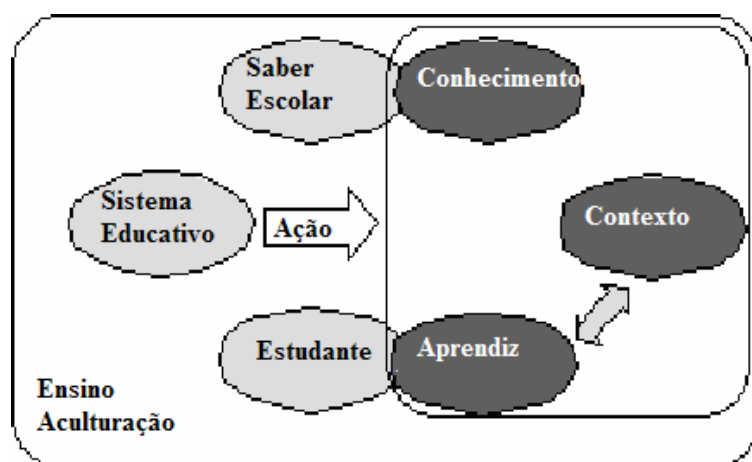 Saber
Escolar
Conhecimento
Sistema
Educativo
Ação
Contexto
Estudante
Aprendiz
Ensino
Aculturação